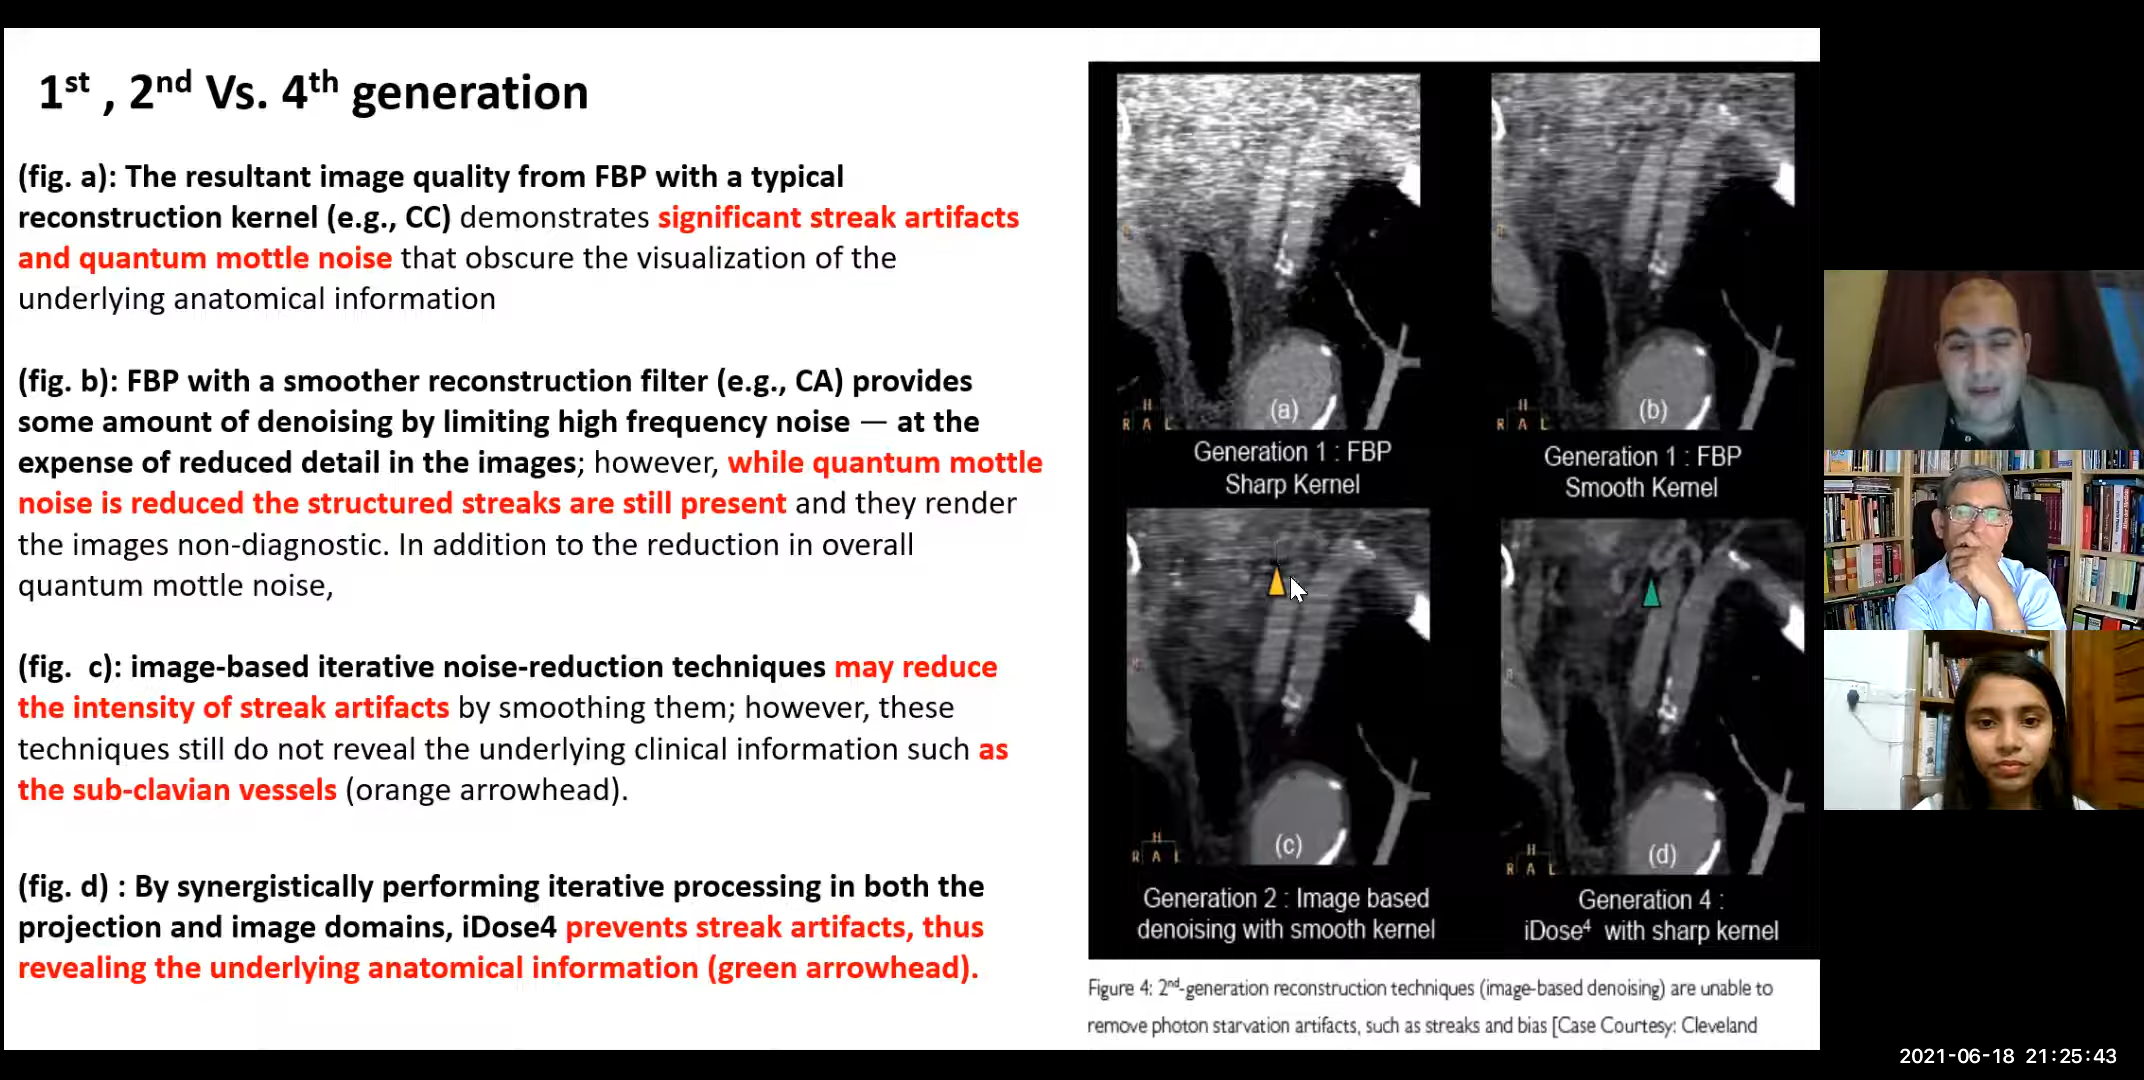 1st , 2nd Vs. 4th generation
(fig. a): The resultant image quality from FBP with a typical
reconstruction kernel (e.g., CC) demonstrates significant streak artifacts
and quantum mottle noise that obscure the visualization of the
underlying anatomical information
(fig. b): FBP with a smoother reconstruction filter (e.g., CA) provides
some amount of denoising by limiting high frequency noise — at the
expense of reduced detail in the images; however, while quantum mottle
noise is reduced the structured streaks are still present and they render
the images non-diagnostic. In addition to the reduction in overall
quantum mottle noise,
(fig. c): image-based iterative noise-reduction techniques may reduce
the intensity of streak artifacts by smoothing them; however, these
techniques still do not reveal the underlying clinical information such as
the sub-clavian vessels (orange arrowhead).
(fig. d) : By synergistically performing iterative processing in both the
projection and image domains, iDose4 prevents streak artifacts, thus
revealing the underlying anatomical information (green arrowhead).
(a)
H
R A L
Generation 1 : FBP
Sharp Kernel
(b)
H
R A L
Generation 1 : FBP
Smooth Kernel
(c)
H
R A L
Generation 2 : Image based
denoising with smooth kernel
(d)
H
R A L
Generation 4 :
iDose4 with sharp kernel
Figure 4: 2nd-generation reconstruction techniques (image-based denoising) are unable to
remove photon starvation artifacts, such as streaks and bias [Case Courtesy: Cleveland
2021-06-18 21:25:43